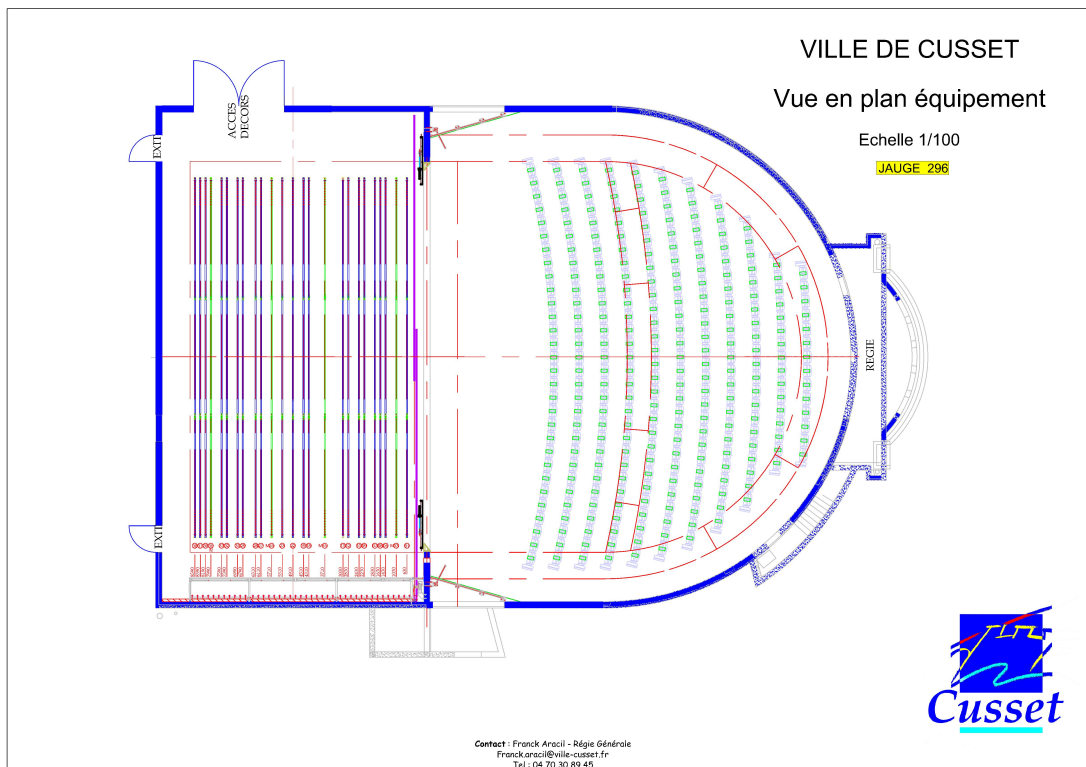 VILLE DE CUSSET
Vue en plan équipement
Echelle 1/100
JAUGE 296
ACCES
DECORS
EXIT
EXIT
REGIE
Cusset
Contact : Franck Aracil - Régie Générale
Franck.aracil@ville-cusset.fr
Tel : 04 70 30 89 45